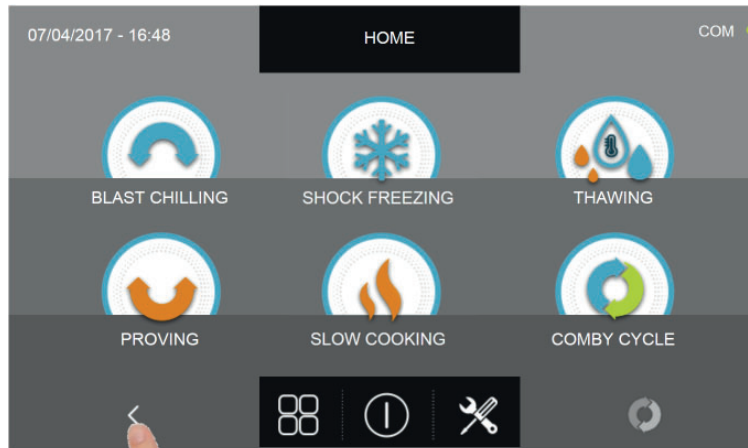 07/04/2017 - 16:48
HOME
COM
BLAST CHILLING
SHOCK FREEZING
THAWING
PROVING
SLOW COOKING
COMBY CYCLE